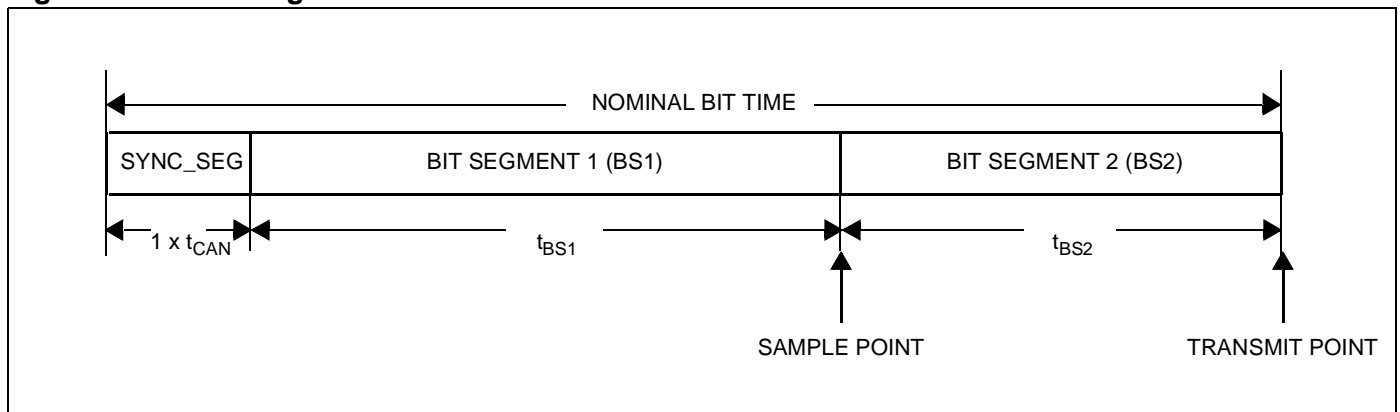 NOMINAL BIT TIME
SYNC_SEG
BIT SEGMENT 1 (BS1)
BIT SEGMENT 2 (BS2)
1 x tCAN
tBS1
tBS2
SAMPLE POINT
TRANSMIT POINT